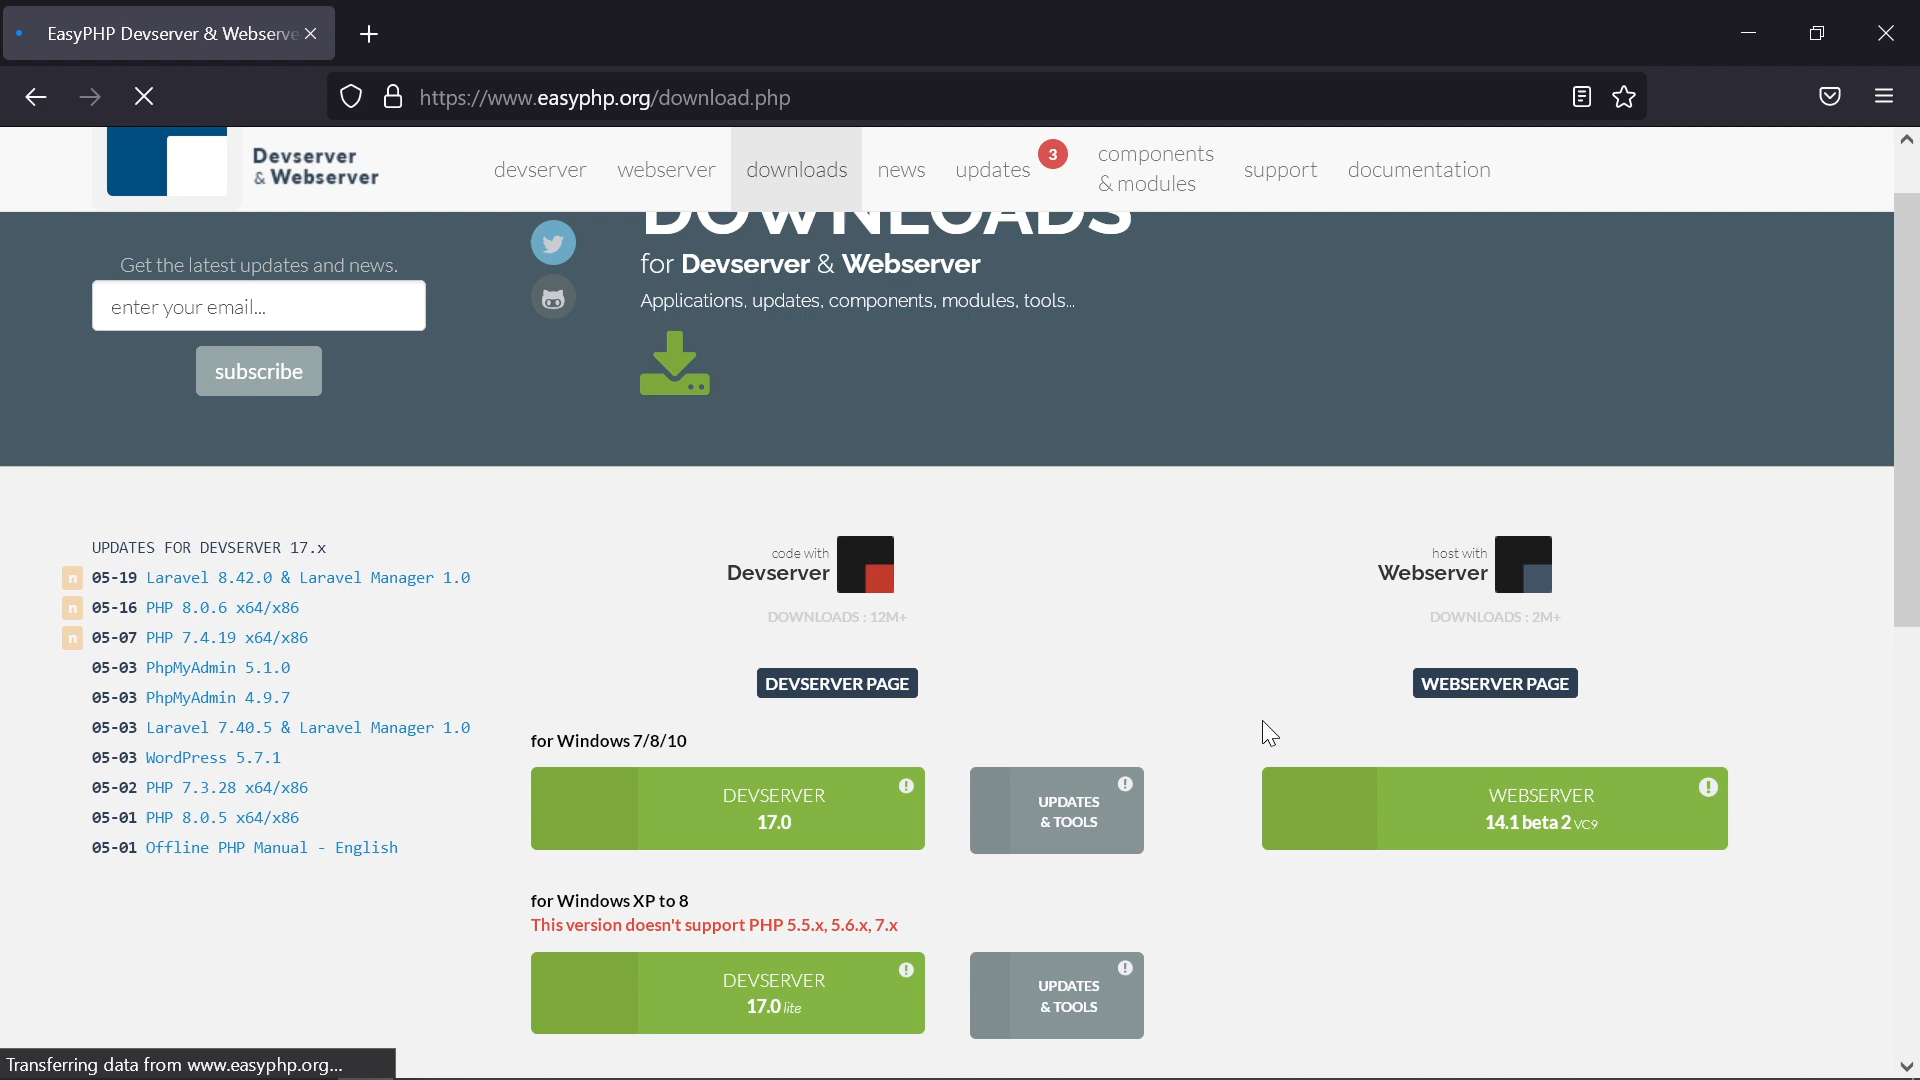 EasyPHP Devserver & Webserve
https://www.easyphp.org/download.php
Devserver
& Webserver
devserver
webserver
downloads
news
updates
3
components
& modules
support
documentation
DOWNLOADS
for Devserver & Webserver
Applications, updates, components, modules, tools...
Get the latest updates and news.
enter your email...
subscribe
UPDATES FOR DEVSERVER 17.x
n 05-19 Laravel 8.42.0 & Laravel Manager 1.0
n 05-16 PHP 8.0.6 x64/x86
n 05-07 PHP 7.4.19 x64/x86
05-03 PhpMyAdmin 5.1.0
05-03 PhpMyAdmin 4.9.7
05-03 Laravel 7.40.5 & Laravel Manager 1.0
05-03 WordPress 5.7.1
05-02 PHP 7.3.28 x64/x86
05-01 PHP 8.0.5 x64/x86
05-01 Offline PHP Manual - English
code with
Devserver
DOWNLOADS : 12M+
DEVSERVER PAGE
for Windows 7/8/10
DEVSERVER
17.0
UPDATES
& TOOLS
for Windows XP to 8
This version doesn't support PHP 5.5.x, 5.6.x, 7.x
DEVSERVER
17.0 lite
UPDATES
& TOOLS
host with
Webserver
DOWNLOADS : 2M+
WEBSERVER PAGE
WEBSERVER
14.1 beta 2 VC9
Transferring data from www.easyphp.org...